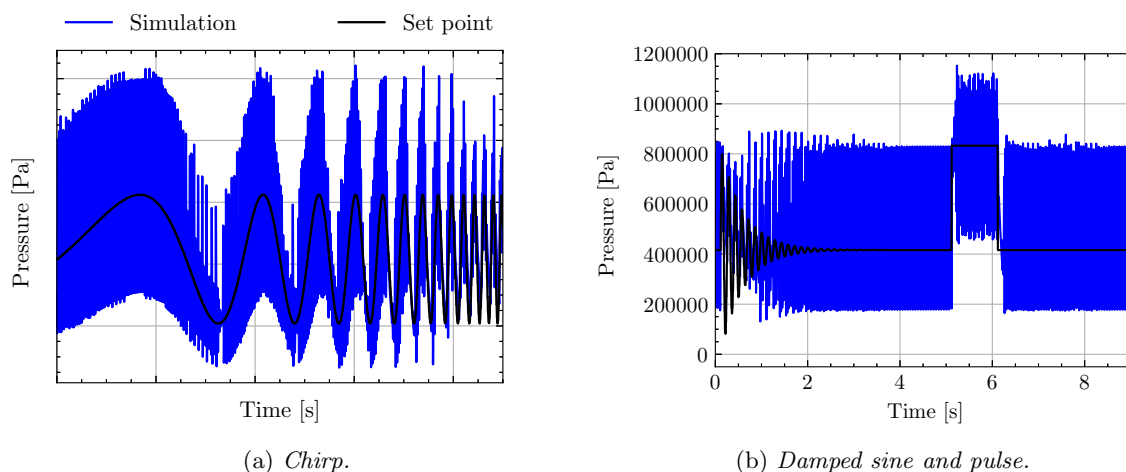 Simulation Set point
Pressure [Pa]
Time [s]
(a) Chirp.
1200000
1000000
800000
600000
400000
200000
0
Pressure [Pa]
0 2 4 6 8
Time [s]
(b) Damped sine and pulse.